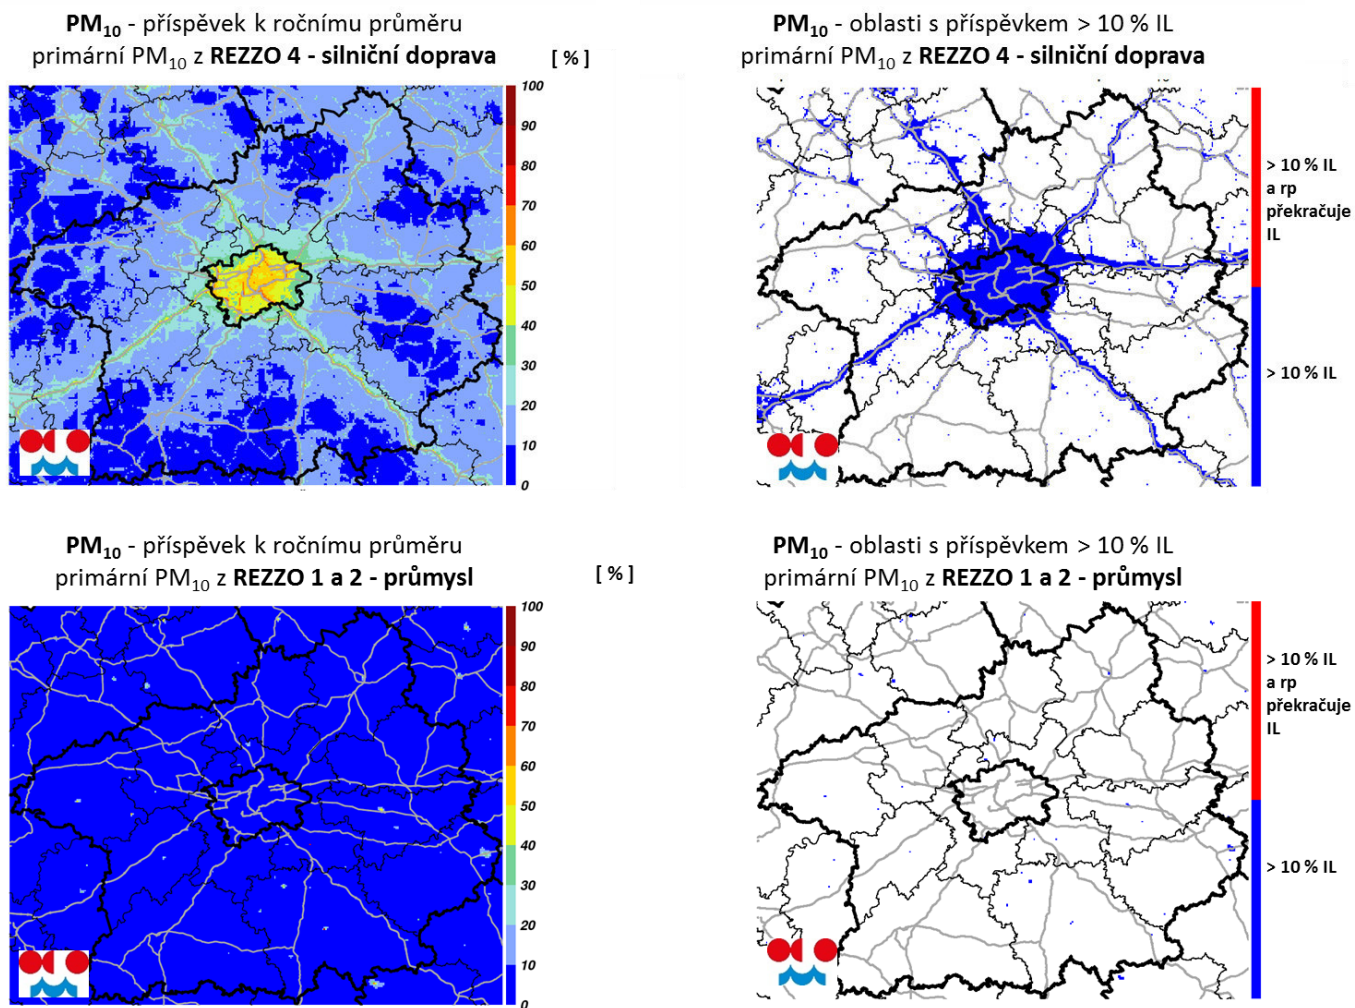 PM10 - příspěvek k ročnímu průměru
primární PM10 z REZZO 4 - silniční doprava
[ % ]
100
90
80
70
60
50
40
30
20
10
0
PM10 - oblasti s příspěvkem > 10 % IL
primární PM10 z REZZO 4 - silniční doprava
> 10 % IL
a rp
překračuje
IL
> 10 % IL
PM10 - příspěvek k ročnímu průměru
primární PM10 z REZZO 1 a 2 - průmysl
[ % ]
100
90
80
70
60
50
40
30
20
10
0
PM10 - oblasti s příspěvkem > 10 % IL
primární PM10 z REZZO 1 a 2 - průmysl
> 10 % IL
a rp
překračuje
IL
> 10 % IL